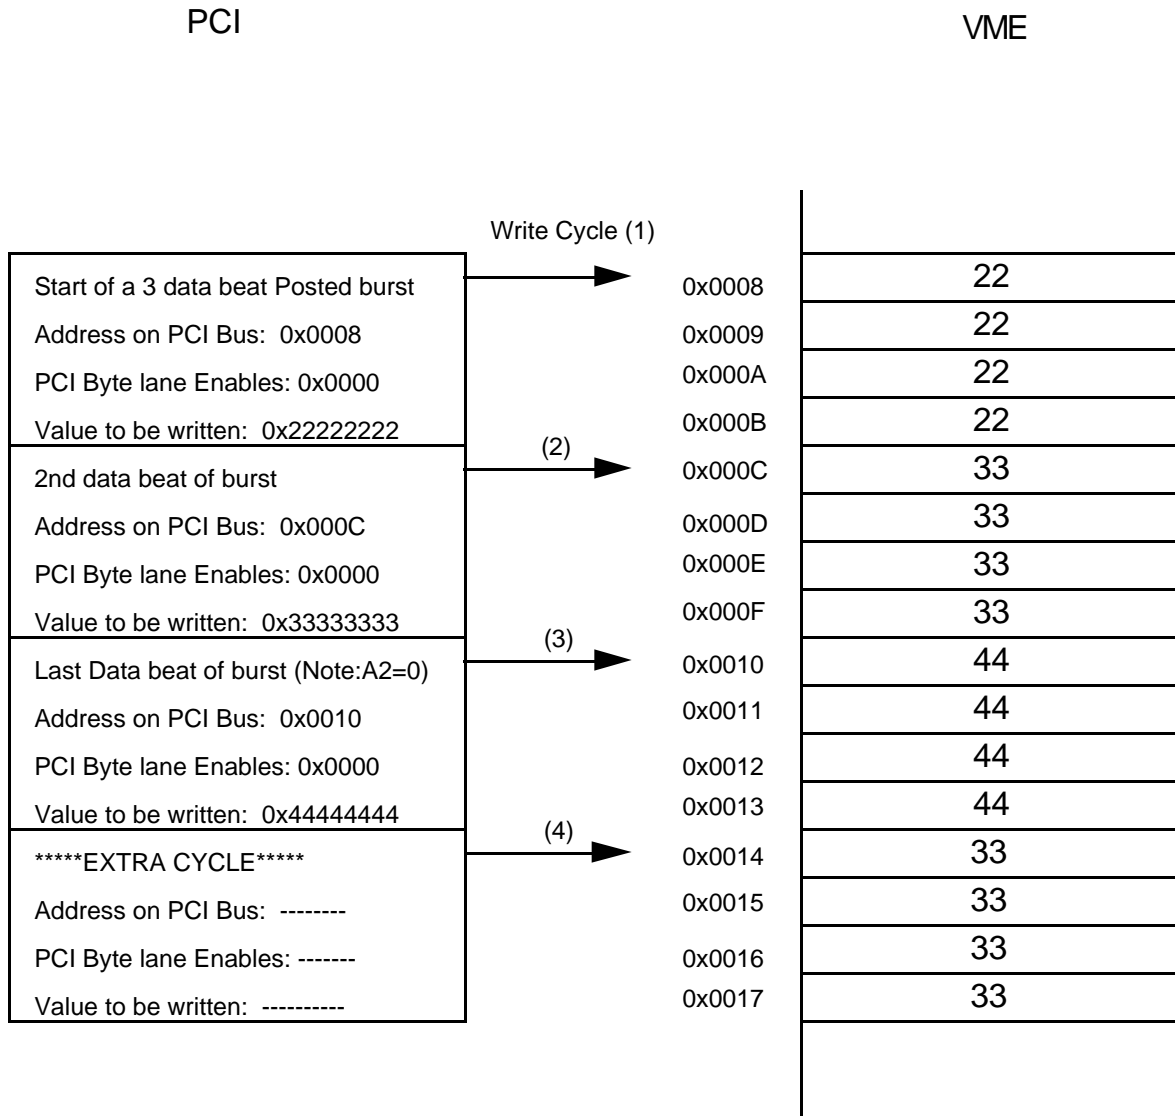 PCI
VME
Write Cycle (1)
Start of a 3 data beat Posted burst
Address on PCI Bus:  0x0008
PCI Byte lane Enables: 0x0000
Value to be written:  0x22222222
(2)
2nd data beat of burst
Address on PCI Bus:  0x000C
PCI Byte lane Enables: 0x0000
Value to be written:  0x33333333
(3)
Last Data beat of burst (Note:A2=0)
Address on PCI Bus:  0x0010
PCI Byte lane Enables: 0x0000
Value to be written:  0x44444444
(4)
*****EXTRA CYCLE*****
Address on PCI Bus:  --------
PCI Byte lane Enables: -------
Value to be written:  ----------
0x0008 22
0x0009 22
0x000A 22
0x000B 22
0x000C 33
0x000D 33
0x000E 33
0x000F 33
0x0010 44
0x0011 44
0x0012 44
0x0013 44
0x0014 33
0x0015 33
0x0016 33
0x0017 33